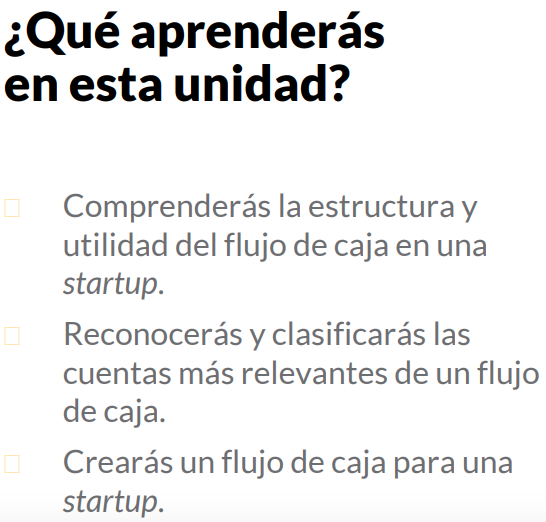 ¿Qué aprenderás
en esta unidad?
Comprenderás la estructura y
utilidad del flujo de caja en una
startup.
Reconocerás y clasificarás las
cuentas más relevantes de un flujo
de caja.
Crearás un flujo de caja para una
startup.